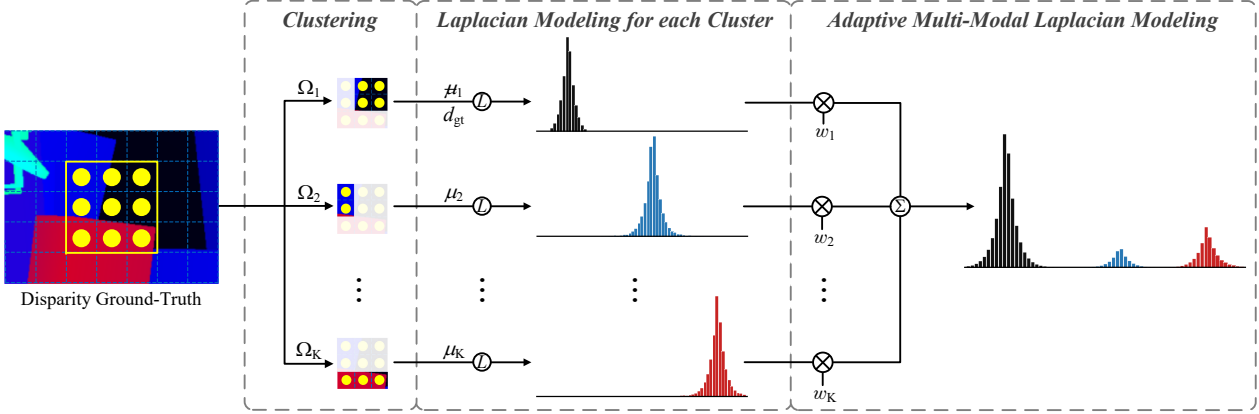 Clustering
Laplacian Modeling for each Cluster
Adaptive Multi-Modal Laplacian Modeling
Ω1
μ1
L
dgt
w1
Ω2
μ2
L
w2
Σ
Disparity Ground-Truth
ΩK
μK
L
wK